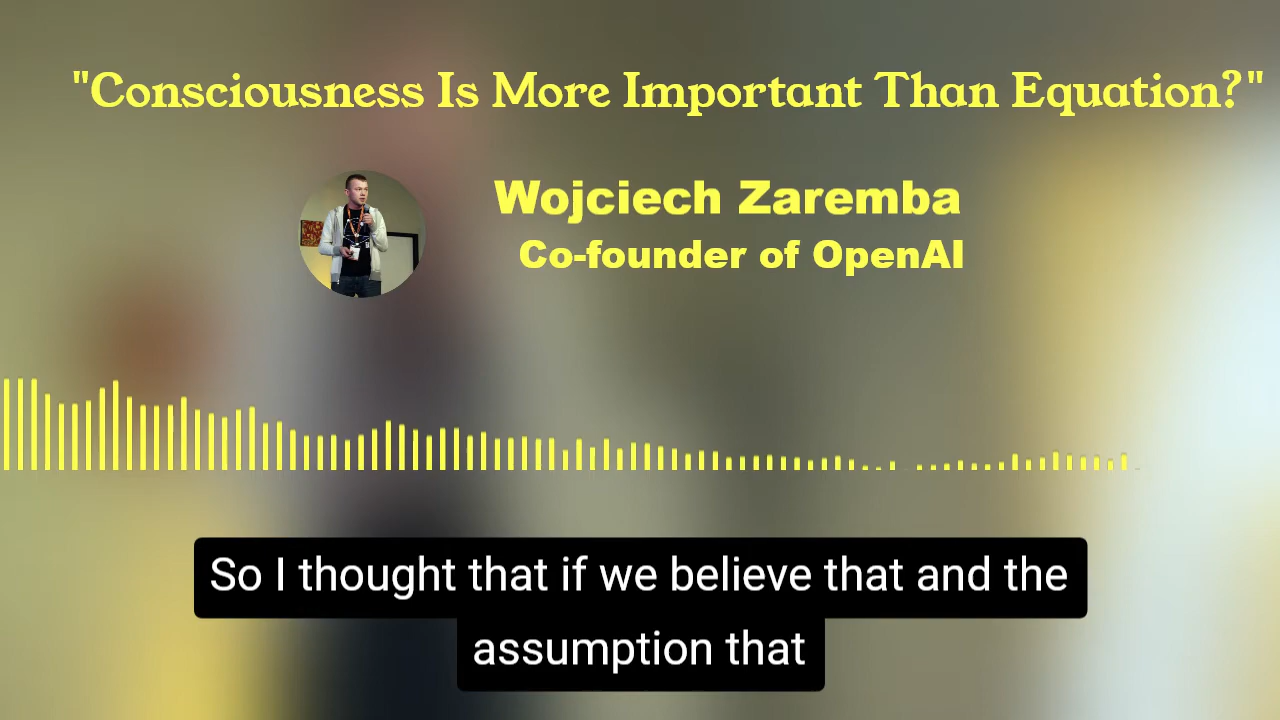 "Consciousness Is More Important Than Equation?"
Wojciech Zaremba
Co-founder of OpenAI
So I thought that if we believe that and the
assumption that